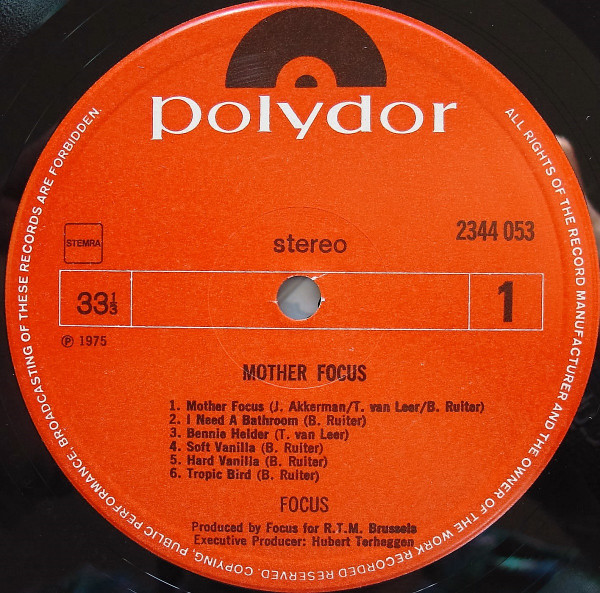 polydor
STEMRA
stereo
2344 053
33⅓
1
℗ 1975
MOTHER FOCUS
1. Mother Focus (J. Akkerman/T. van Leer/B. Ruiter)
2. I Need A Bathroom (B. Ruiter)
3. Bennie Helder (T. van Leer)
4. Soft Vanilla (B. Ruiter)
5. Hard Vanilla (B. Ruiter)
6. Tropic Bird (B. Ruiter)
FOCUS
Produced by Focus for R.T.M. Brussels
Executive Producer: Hubert Terheggen
ALL RIGHTS OF THE RECORD MANUFACTURER AND THE OWNER OF THE WORK RECORDED RESERVED. COPYING, PUBLIC PERFORMANCE, BROADCASTING OF THESE RECORDS ARE FORBIDDEN.